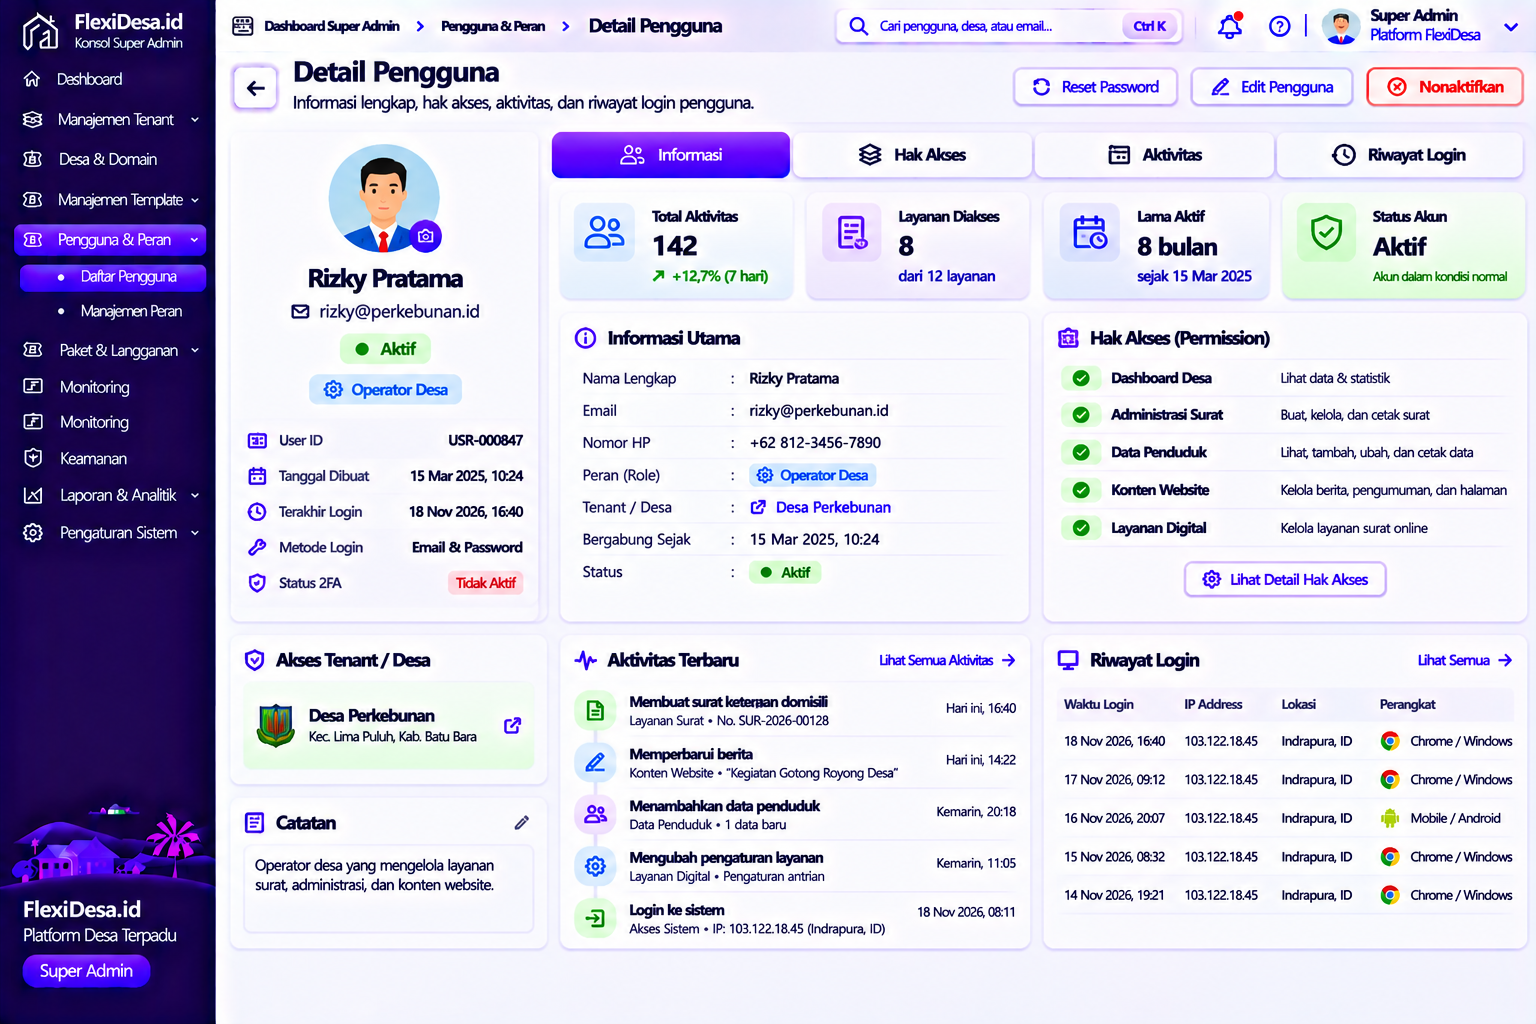 FlexiDesa.id
Konsol Super Admin
Dashboard
Manajemen Tenant
Desa & Domain
Manajemen Template
Pengguna & Peran
Daftar Pengguna
Manajemen Peran
Paket & Langganan
Monitoring
Monitoring
Keamanan
Laporan & Analitik
Pengaturan Sistem
FlexiDesa.id
Platform Desa Terpadu
Super Admin
Dashboard Super Admin > Pengguna & Peran > Detail Pengguna
Cari pengguna, desa, atau email... Ctrl K
Super Admin
Platform FlexiDesa
Detail Pengguna
Informasi lengkap, hak akses, aktivitas, dan riwayat login pengguna.
Reset Password
Edit Pengguna
Nonaktifkan
Rizky Pratama
rizky@perkebunan.id
Aktif
Operator Desa
User ID USR-000847
Tanggal Dibuat 15 Mar 2025, 10:24
Terakhir Login 18 Nov 2026, 16:40
Metode Login Email & Password
Status 2FA Tidak Aktif
Informasi
Hak Akses
Aktivitas
Riwayat Login
Total Aktivitas
142
+12,7% (7 hari)
Layanan Diakses
8
dari 12 layanan
Lama Aktif
8 bulan
sejak 15 Mar 2025
Status Akun
Aktif
Akun dalam kondisi normal
Informasi Utama
Nama Lengkap : Rizky Pratama
Email : rizky@perkebunan.id
Nomor HP : +62 812-3456-7890
Peran (Role) : Operator Desa
Tenant / Desa : Desa Perkebunan
Bergabung Sejak : 15 Mar 2025, 10:24
Status : Aktif
Hak Akses (Permission)
Dashboard Desa Lihat data & statistik
Administrasi Surat Buat, kelola, dan cetak surat
Data Penduduk Lihat, tambah, ubah, dan cetak data
Konten Website Kelola berita, pengumuman, dan halaman
Layanan Digital Kelola layanan surat online
Lihat Detail Hak Akses
Akses Tenant / Desa
Desa Perkebunan
Kec. Lima Puluh, Kab. Batu Bara
Catatan
Operator desa yang mengelola layanan
surat, administrasi, dan konten website.
Aktivitas Terbaru Lihat Semua Aktivitas →
Membuat surat domisili Hari ini, 16:40
Layanan Surat • No. SUR-2026-00128
Memperbarui berita Hari ini, 14:22
Konten Website • “Kegiatan Gotong Royong Desa”
Menambahkan data penduduk Kemarin, 20:18
Data Penduduk • 1 data baru
Mengubah pengaturan layanan Kemarin, 11:05
Layanan Digital • Pengaturan antrian
Login ke sistem 18 Nov 2026, 08:11
Akses Sistem • IP: 103.122.18.45 (Indrapura, ID)
Riwayat Login Lihat Semua →
Waktu Login IP Address Lokasi Perangkat
18 Nov 2026, 16:40 103.122.18.45 Indrapura, ID Chrome / Windows
17 Nov 2026, 09:12 103.122.18.45 Indrapura, ID Chrome / Windows
16 Nov 2026, 20:07 103.122.18.45 Indrapura, ID Mobile / Android
15 Nov 2026, 08:32 103.122.18.45 Indrapura, ID Chrome / Windows
14 Nov 2026, 19:21 103.122.18.45 Indrapura, ID Chrome / Windows